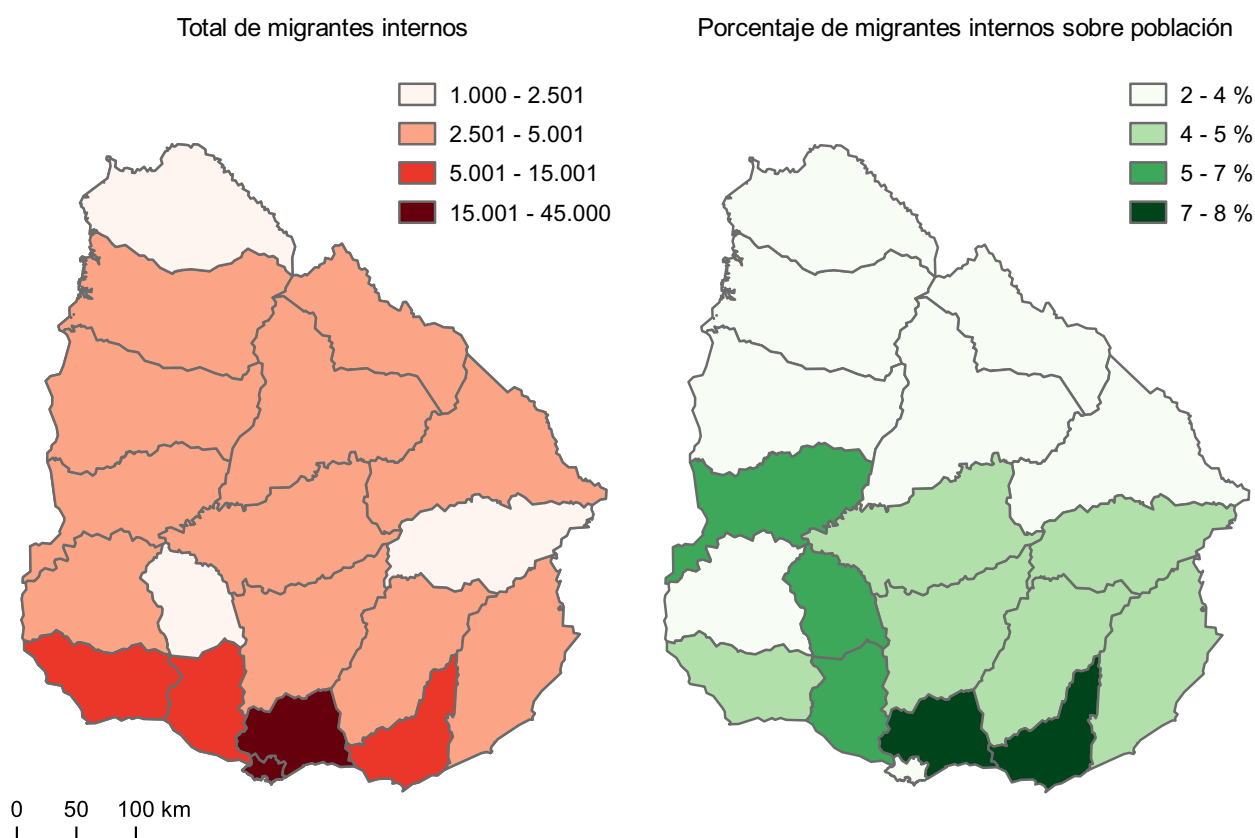 Total de migrantes internos
1.000 - 2.501
2.501 - 5.001
5.001 - 15.001
15.001 - 45.000
0 50 100 km
Porcentaje de migrantes internos sobre población
2 - 4 %
4 - 5 %
5 - 7 %
7 - 8 %